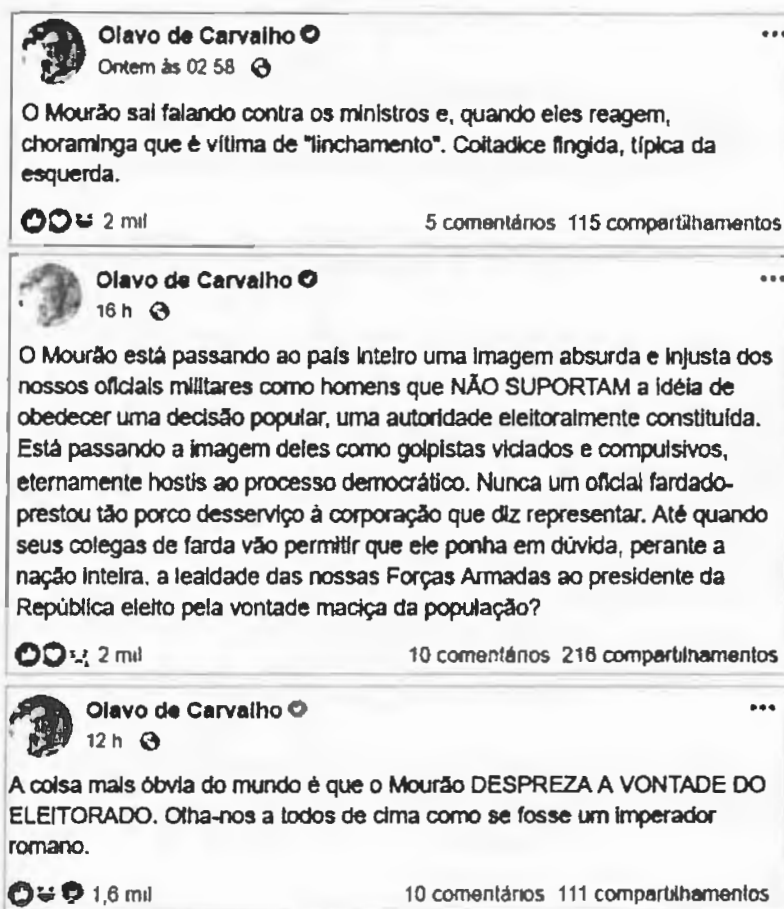 Olavo de Carvalho
Ontem às 02 58
O Mourão sai falando contra os ministros e, quando eles reagem,
choraminga que é vítima de "linchamento". Coitadice fingida, típica da
esquerda.
2 mil 5 comentários 115 compartilhamentos
Olavo de Carvalho
16 h
O Mourão está passando ao país inteiro uma imagem absurda e injusta dos
nossos oficiais militares como homens que NÃO SUPORTAM a idéia de
obedecer uma decisão popular, uma autoridade eleitoralmente constituída.
Está passando a imagem deles como golpistas viciados e compulsivos,
eternamente hostis ao processo democrático. Nunca um oficial fardado-
prestou tão porco desserviço à corporação que diz representar. Até quando
seus colegas de farda vão permitir que ele ponha em dúvida, perante a
nação inteira, a lealdade das nossas Forças Armadas ao presidente da
República eleito pela vontade maciça da população?
2 mil 10 comentários 216 compartilhamentos
Olavo de Carvalho
12 h
A coisa mais óbvia do mundo é que o Mourão DESPREZA A VONTADE DO
ELEITORADO. Olha-nos a todos de cima como se fosse um imperador
romano.
1,6 mil 10 comentários 111 compartilhamentos